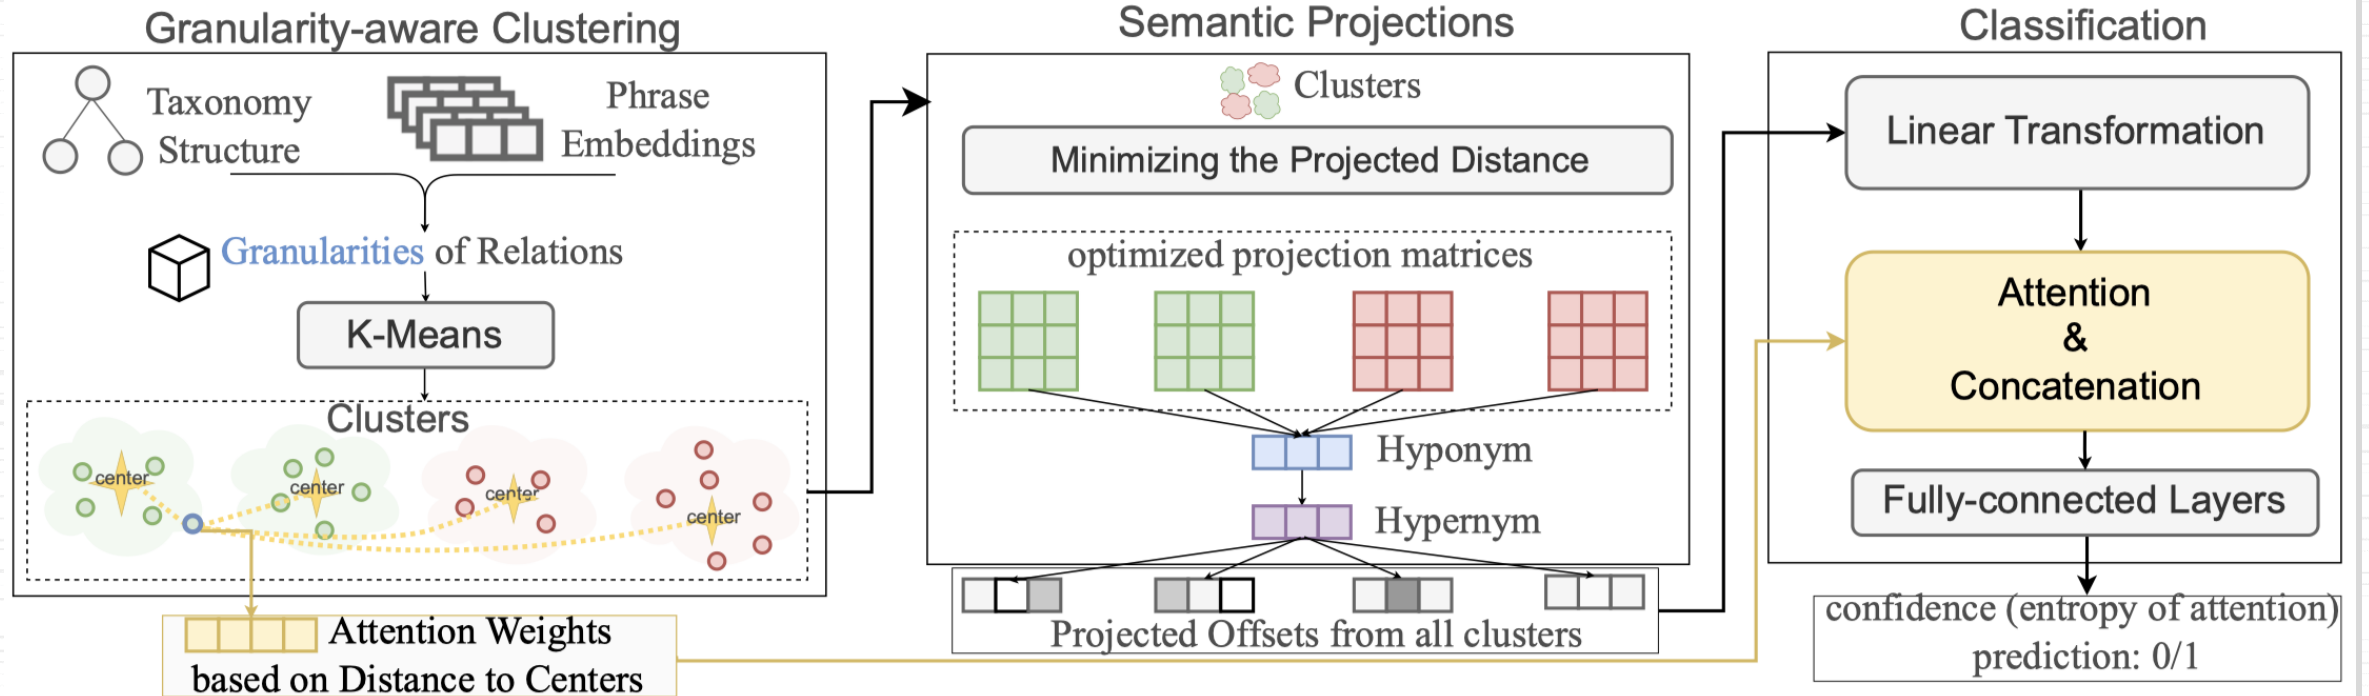 Granularity-aware Clustering
Taxonomy
Structure
Phrase
Embeddings
Granularities of Relations
K-Means
Clusters
center
center
center
center
Attention Weights
based on Distance to Centers
Semantic Projections
Clusters
Minimizing the Projected Distance
optimized projection matrices
Hyponym
Hypernym
Projected Offsets from all clusters
Classification
Linear Transformation
Attention
&
Concatenation
Fully-connected Layers
confidence (entropy of attention)
prediction: 0/1